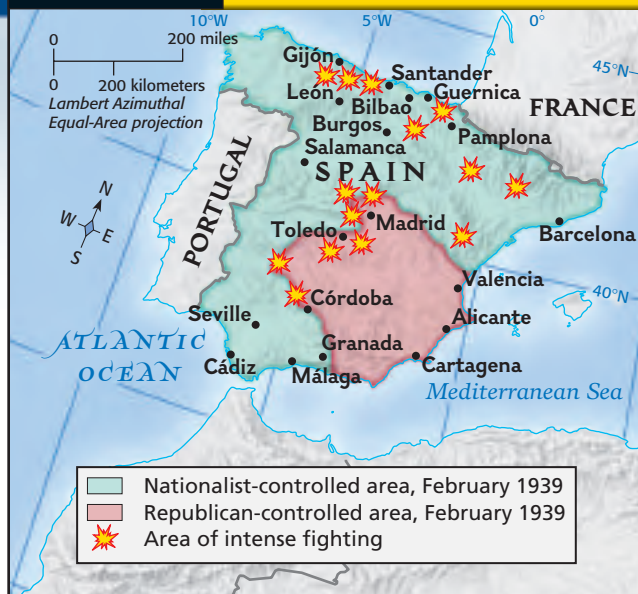 10°W
5°W
0°
0 200 miles
0 200 kilometers
Lambert Azimuthal
Equal-Area projection
45°N
Gijón
Santander
León
Bilbao
Guernica
FRANCE
Burgos
Pamplona
Salamanca
SPAIN
PORTUGAL
N
W
E
S
Toledo
Madrid
Barcelona
Valencia
40°N
Córdoba
Seville
Alicante
ATLANTIC
OCEAN
Granada
Cádiz
Málaga
Cartagena
Mediterranean Sea
Nationalist-controlled area, February 1939
Republican-controlled area, February 1939
Area of intense fighting